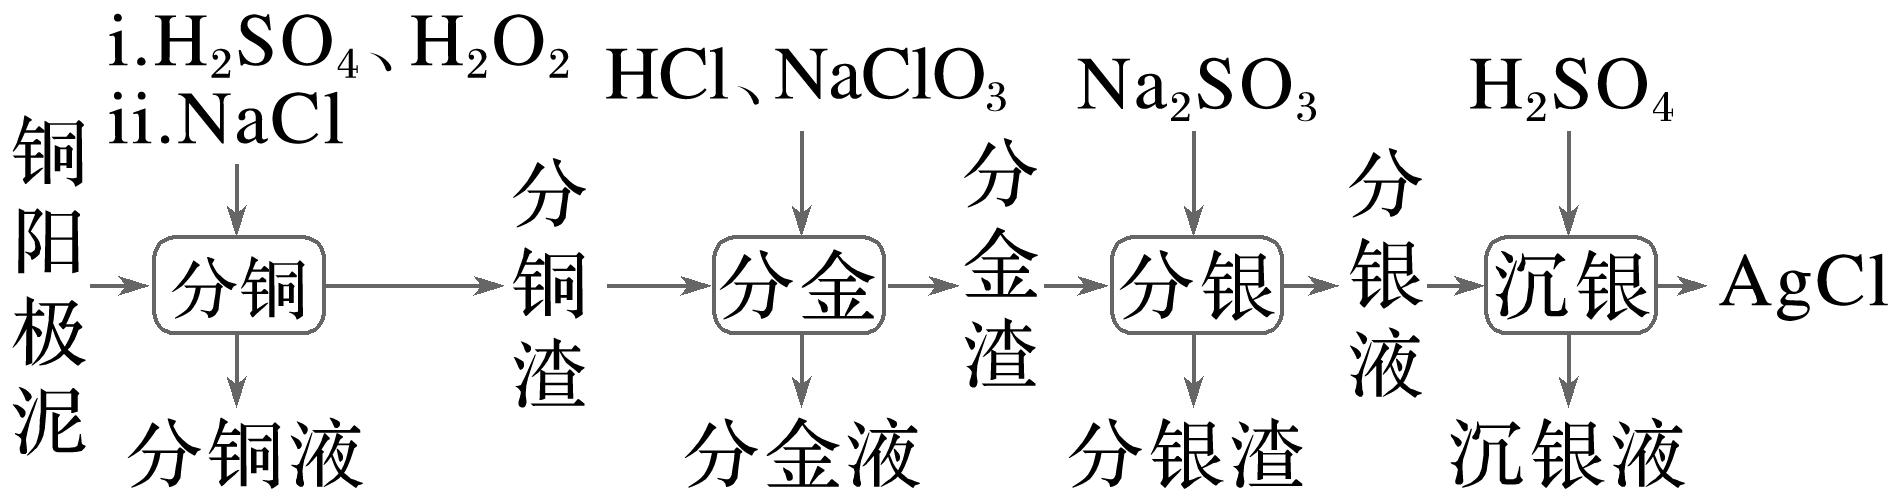 i.H₂SO₄、H₂O₂
ii.NaCl
HCl、NaClO₃
Na₂SO₃
H₂SO₄
铜阳极泥
分铜
分铜渣
分金
分金渣
分银
分银液
沉银
AgCl
分铜液
分金液
分银渣
沉银液